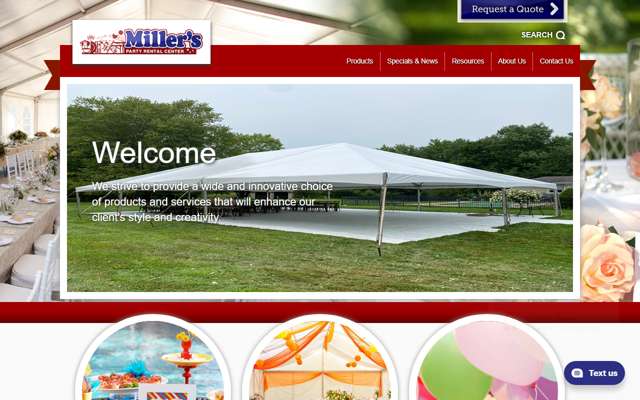 Request a Quote
SEARCH
Miller's
PARTY RENTAL CENTER
Products
Specials & News
Resources
About Us
Contact Us
Welcome
We strive to provide a wide and innovative choice
of products and services that will enhance our
client's style and creativity.
Text us